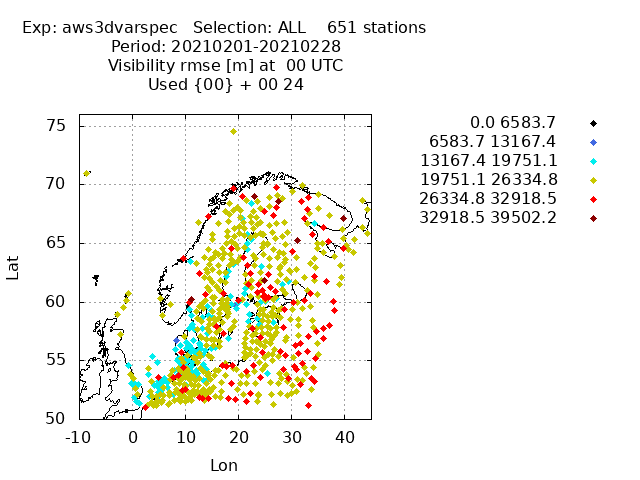 Exp: aws3dvarspec Selection: ALL 651 stations
Period: 20210201-20210228
Visibility rmse [m] at 00 UTC
Used {00} + 00 24
0.0 6583.7
6583.7 13167.4
13167.4 19751.1
19751.1 26334.8
26334.8 32918.5
32918.5 39502.2
75
70
65
60
55
50
Lat
-10 0 10 20 30 40
Lon